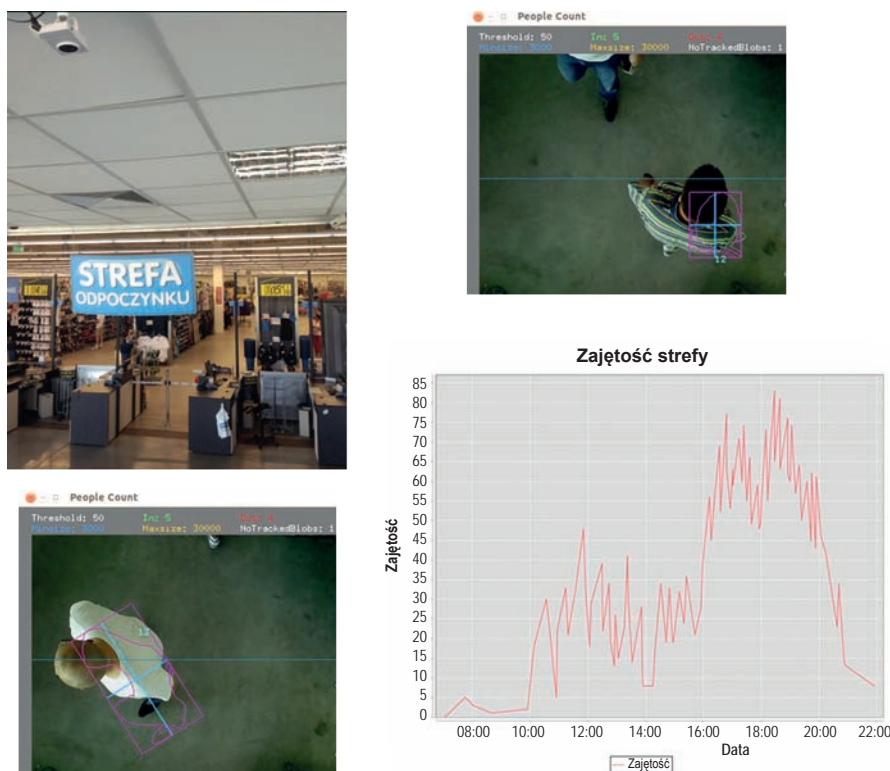 STREFA
ODPOCZYNKU
People Count
Threshold: 50 In: 5
Minsize: 3000 Maxsize: 30000 NoTrackedBlobs: 1
12
People Count
Threshold: 50 In: 5
Minsize: 3000 Maxsize: 30000 NoTrackedBlobs: 1
12
Zajętość strefy
Zajętość
85
80
75
70
65
60
55
50
45
40
35
30
25
20
15
10
5
0
08:00 10:00 12:00 14:00 16:00 18:00 20:00 22:00
Data
Zajętość